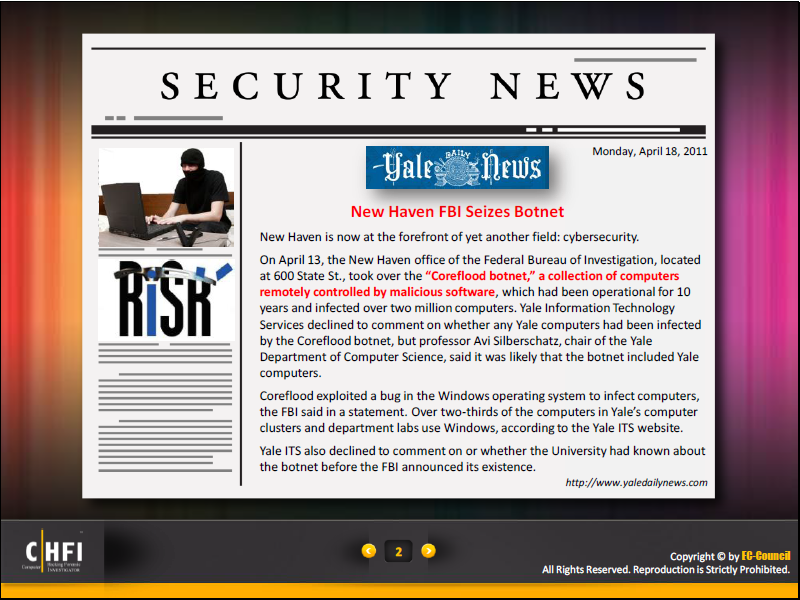 SECURITY NEWS
Monday, April 18, 2011
Yale DAILY News
RiSK
New Haven FBI Seizes Botnet
New Haven is now at the forefront of yet another field: cybersecurity.
On April 13, the New Haven office of the Federal Bureau of Investigation, located
at 600 State St., took over the “Coreflood botnet,” a collection of computers
remotely controlled by malicious software, which had been operational for 10
years and infected over two million computers. Yale Information Technology
Services declined to comment on whether any Yale computers had been infected
by the Coreflood botnet, but professor Avi Silberschatz, chair of the Yale
Department of Computer Science, said it was likely that the botnet included Yale
computers.
Coreflood exploited a bug in the Windows operating system to infect computers,
the FBI said in a statement. Over two-thirds of the computers in Yale’s computer
clusters and department labs use Windows, according to the Yale ITS website.
Yale ITS also declined to comment on or whether the University had known about
the botnet before the FBI announced its existence.
http://www.yaledailynews.com
CHFI
Computer Hacking Forensic
INVESTIGATOR
2
Copyright © by EC-Council
All Rights Reserved. Reproduction is Strictly Prohibited.